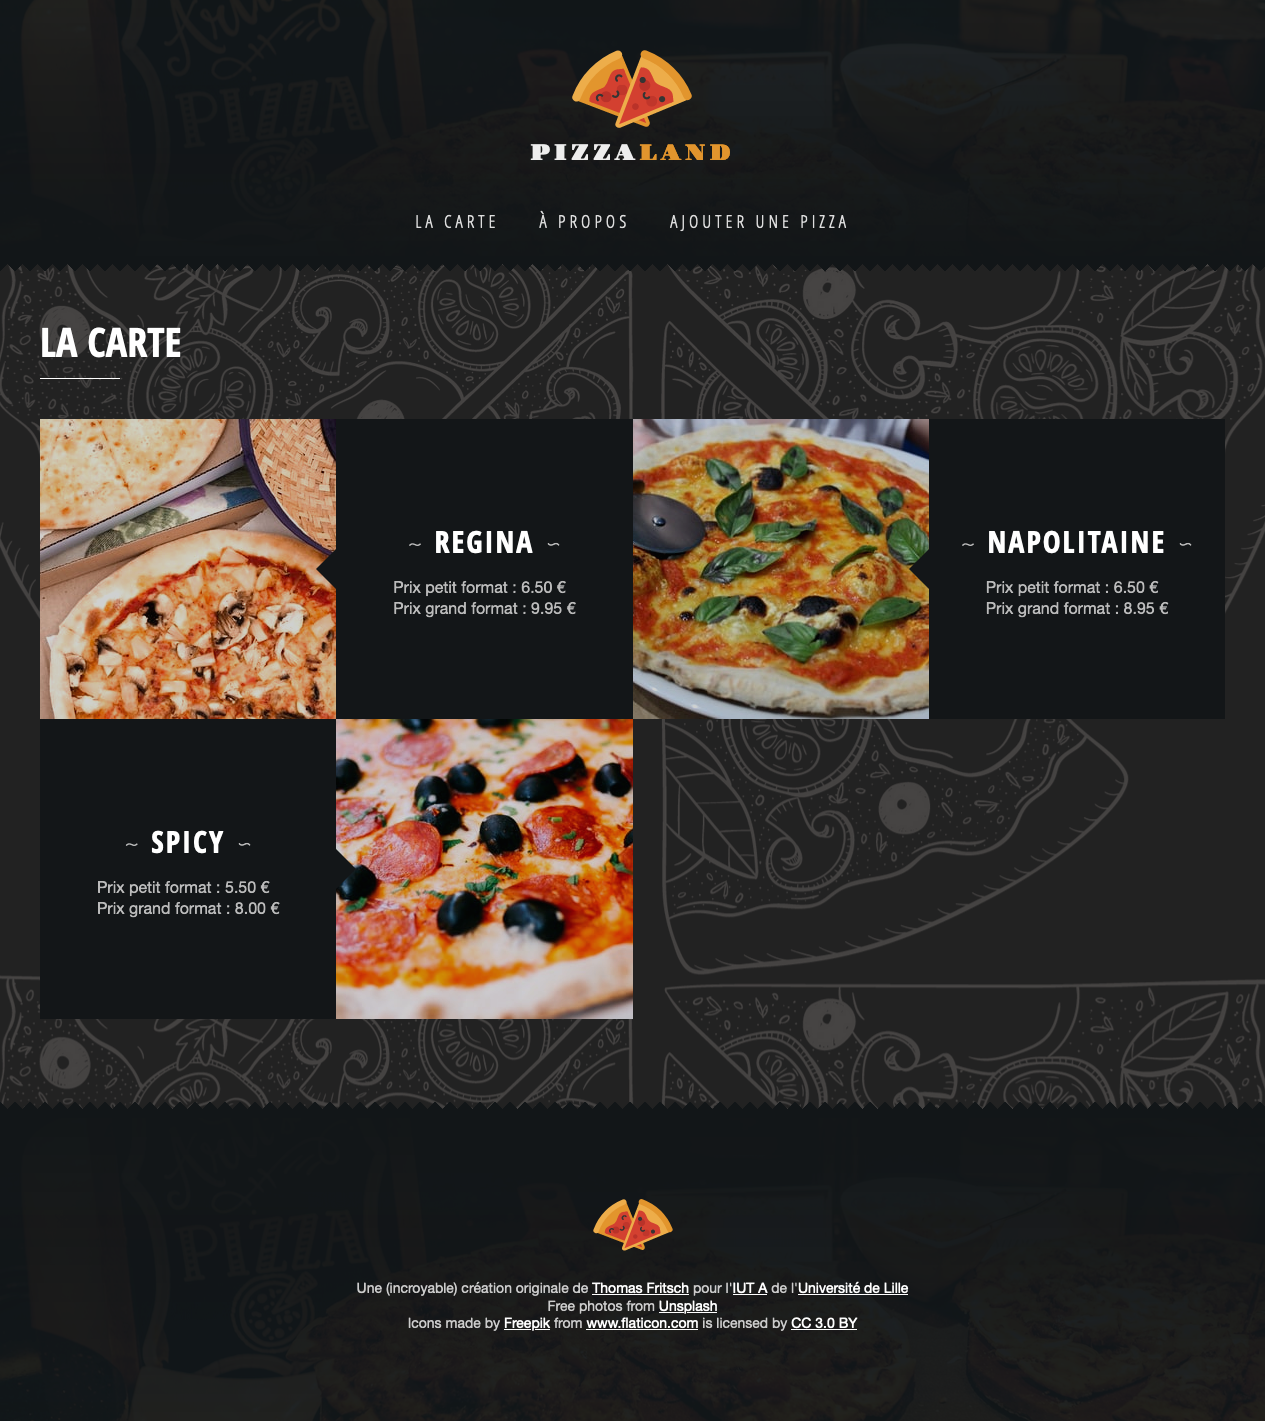 PIZZA
PIZZALAND
LA CARTE À PROPOS AJOUTER UNE PIZZA
LA CARTE
~ REGINA ~
Prix petit format : 6.50 €
Prix grand format : 9.95 €
~ NAPOLITAINE ~
Prix petit format : 6.50 €
Prix grand format : 8.95 €
~ SPICY ~
Prix petit format : 5.50 €
Prix grand format : 8.00 €
PIZZA
Une (incroyable) création originale de Thomas Fritsch pour l'IUT A de l'Université de Lille
Free photos from Unsplash
Icons made by Freepik from www.flaticon.com is licensed by CC 3.0 BY